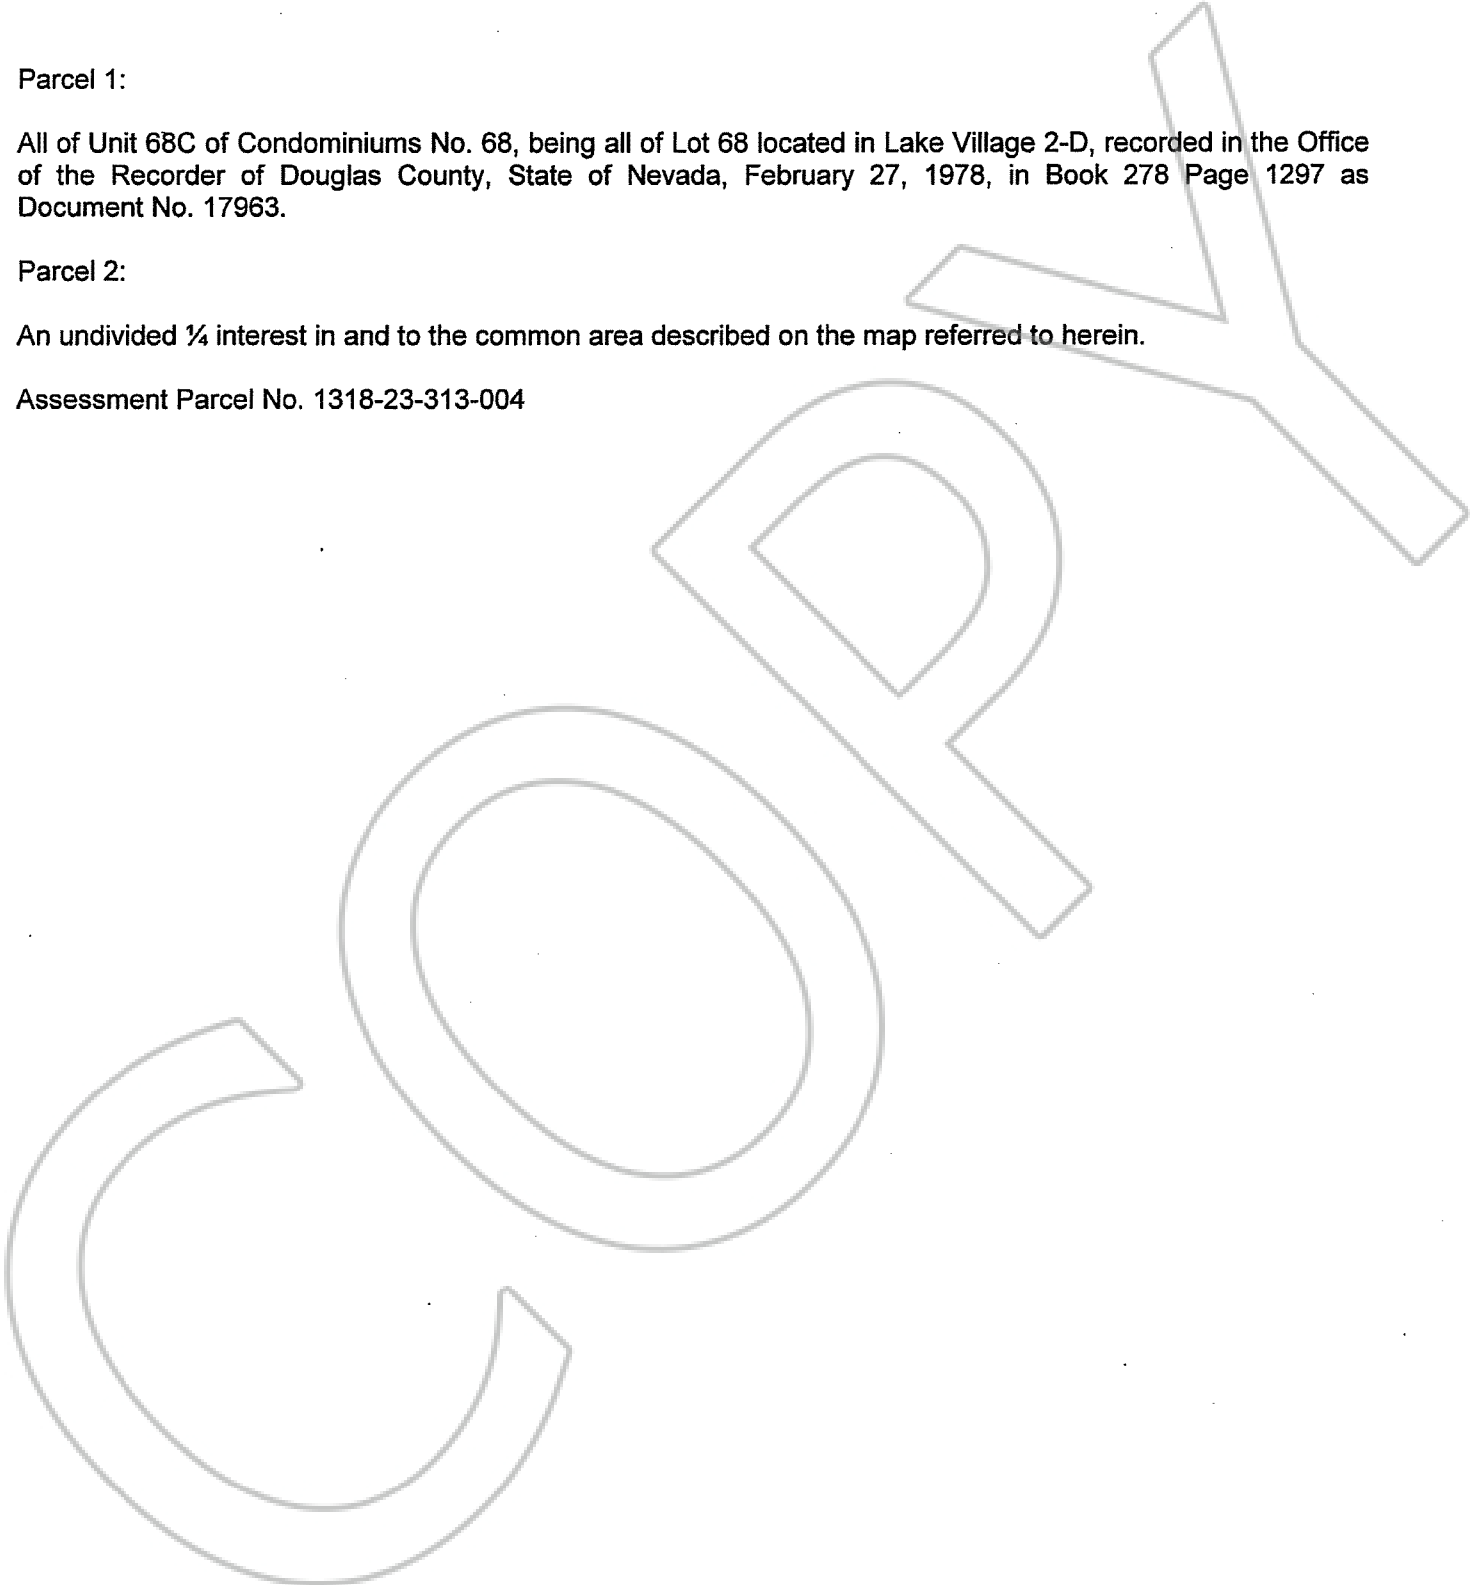 Parcel 1:
All of Unit 68C of Condominiums No. 68, being all of Lot 68 located in Lake Village 2-D, recorded in the Office
of the Recorder of Douglas County, State of Nevada, February 27, 1978, in Book 278 Page 1297 as
Document No. 17963.
Parcel 2:
An undivided ¼ interest in and to the common area described on the map referred to herein.
Assessment Parcel No. 1318-23-313-004
COPY